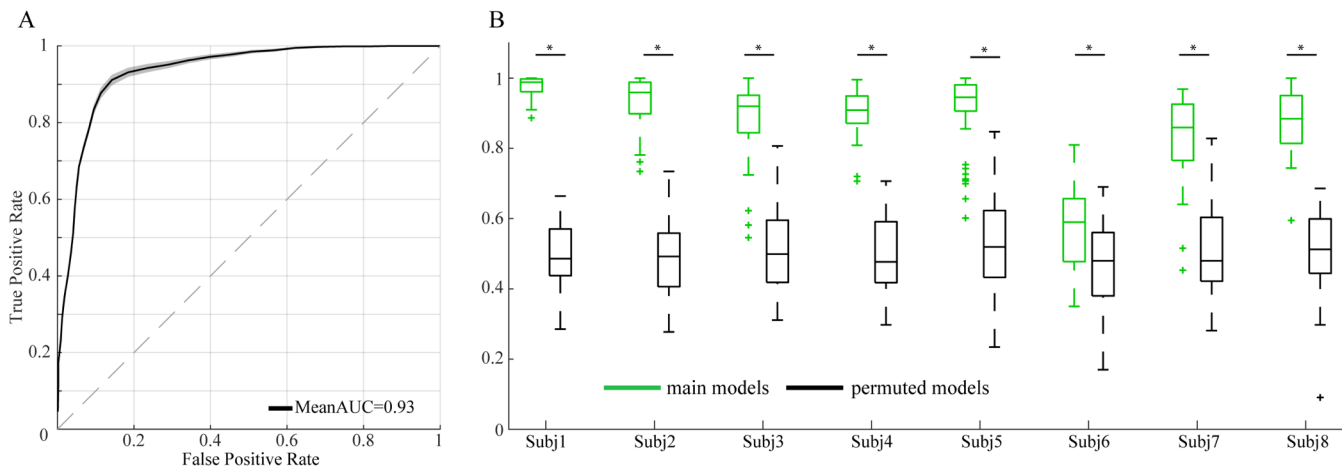 A
True Positive Rate
1
0.8
0.6
0.4
0.2
0
0.2 0.4 0.6 0.8 1
False Positive Rate
MeanAUC=0.93
B
* * * * * * * *
1
0.8
0.6
0.4
0.2
0
main models permuted models
Subj1 Subj2 Subj3 Subj4 Subj5 Subj6 Subj7 Subj8